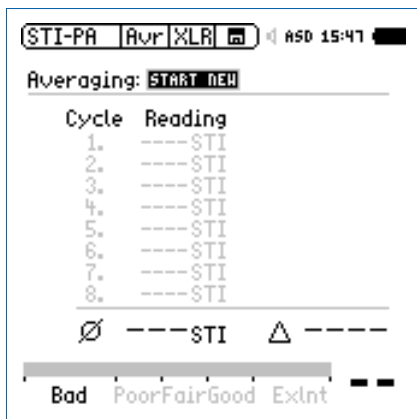 STI-PA Avr XLR ASD 15:47
Averaging: START NEW
Cycle Reading
1. ----STI
2. ----STI
3. ----STI
4. ----STI
5. ----STI
6. ----STI
7. ----STI
8. ----STI
Ø ---STI △ ----
Bad Poor Fair Good Exlnt --